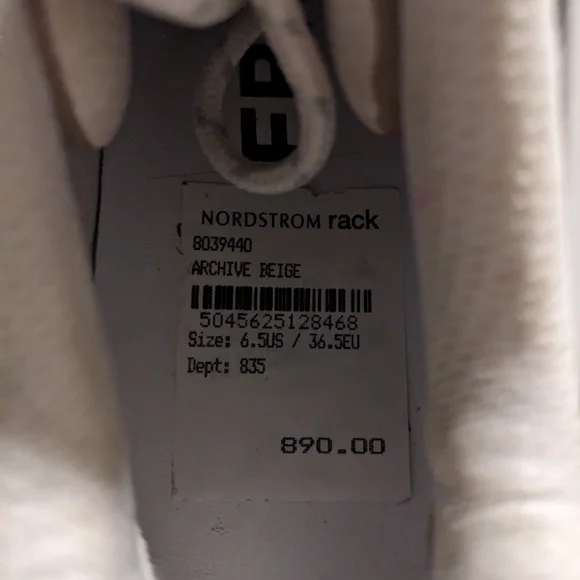 NORDSTROM rack
8039440
ARCHIVE BEIGE
5045625128468
Size: 6.5US / 36.5EU
Dept: 835
890.00